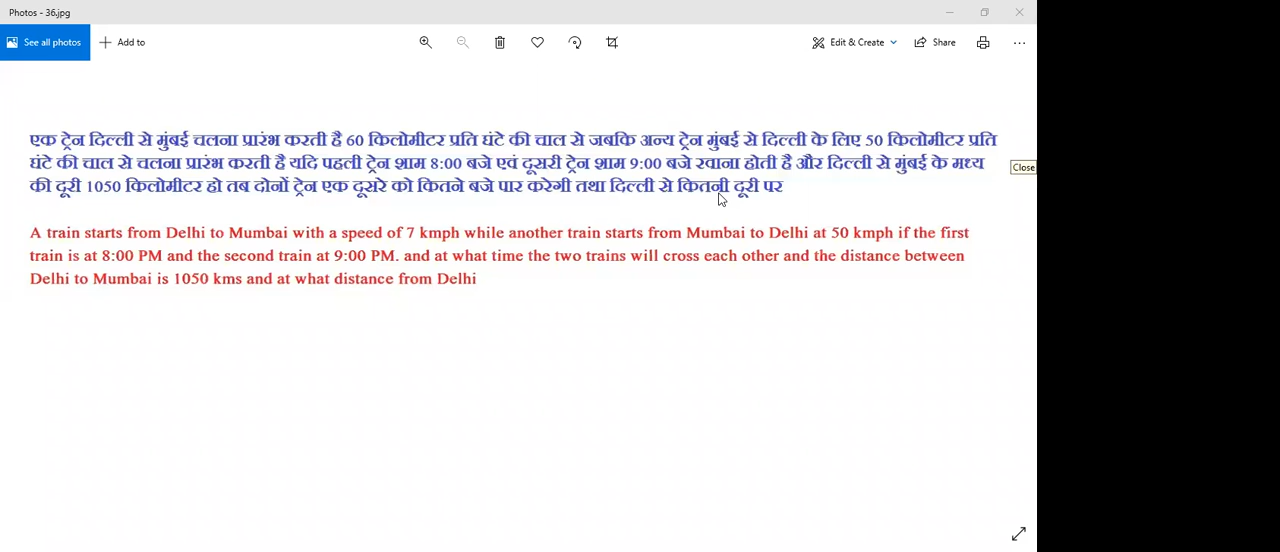 Photos - 36.jpg
See all photos
Add to
Edit & Create
Share
एक ट्रेन दिल्ली से मुंबई चलना प्रारंभ करती है 60 किलोमीटर प्रति घंटे की चाल से जबकि अन्य ट्रेन मुंबई से दिल्ली के लिए 50 किलोमीटर प्रति
घंटे की चाल से चलना प्रारंभ करती है यदि पहली ट्रेन शाम 8:00 बजे एवं दूसरी ट्रेन शाम 9:00 बजे रवाना होती है और दिल्ली से मुंबई के मध्य
Close
की दूरी 1050 किलोमीटर हो तब दोनों ट्रेन एक दूसरे को कितने बजे पार करेगी तथा दिल्ली से कितनी दूरी पर
A train starts from Delhi to Mumbai with a speed of 7 kmph while another train starts from Mumbai to Delhi at 50 kmph if the first
train is at 8:00 PM and the second train at 9:00 PM. and at what time the two trains will cross each other and the distance between
Delhi to Mumbai is 1050 kms and at what distance from Delhi